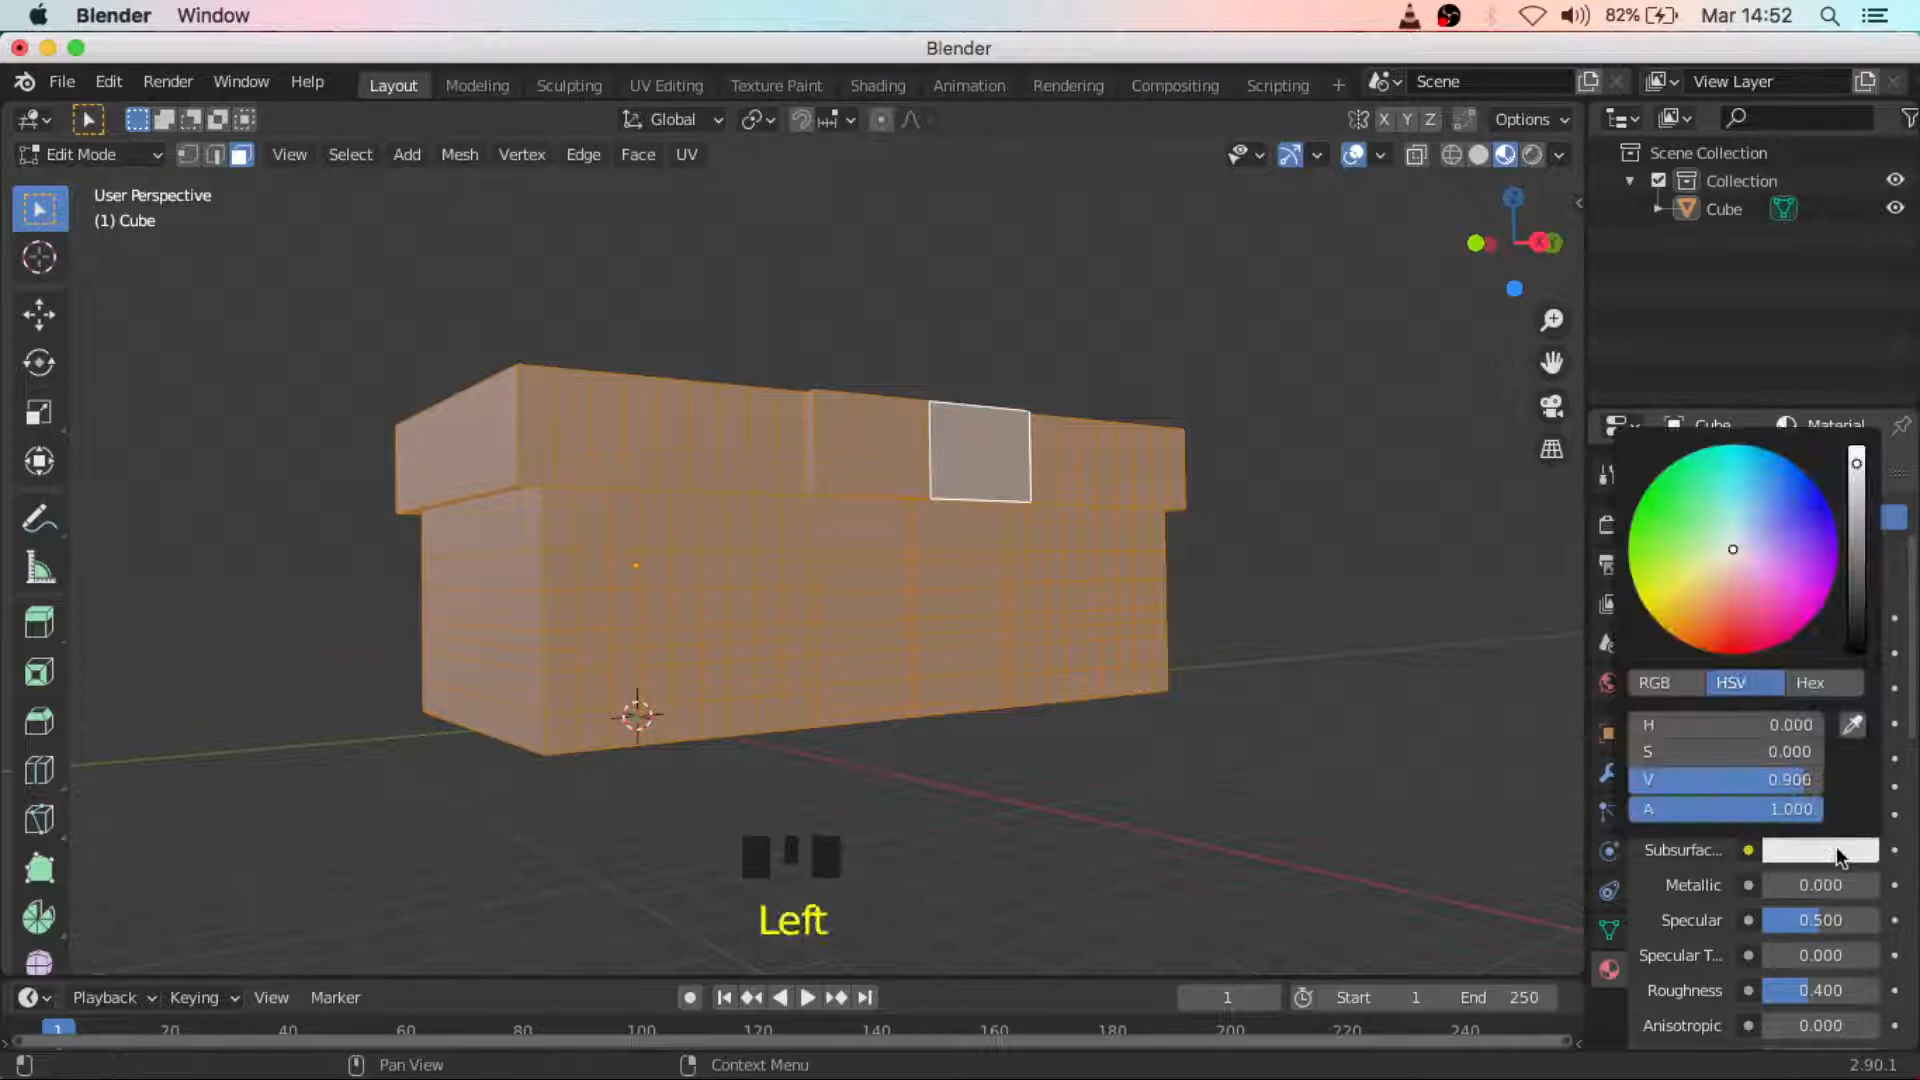 Blender Window 82% Mar 14:52
Blender
File Edit Render Window Help Layout Modeling Sculpting UV Editing Texture Paint Shading Animation Rendering Compositing Scripting + Scene View Layer
Global X Y Z Options
Edit Mode View Select Add Mesh Vertex Edge Face UV
Scene Collection
Collection
Cube
User Perspective
(1) Cube
Z
X
Cube Material
RGB HSV Hex
H 0.000
S 0.000
V 0.900
A 1.000
Subsurfac...
Metallic 0.000
Specular 0.500
Specular T... 0.000
Roughness 0.400
Anisotropic 0.000
Left
Playback Keying View Marker 1 Start 1 End 250
1 20 40 60 80 100 120 140 160 180 200 220 240
Pan View Context Menu 2.90.1